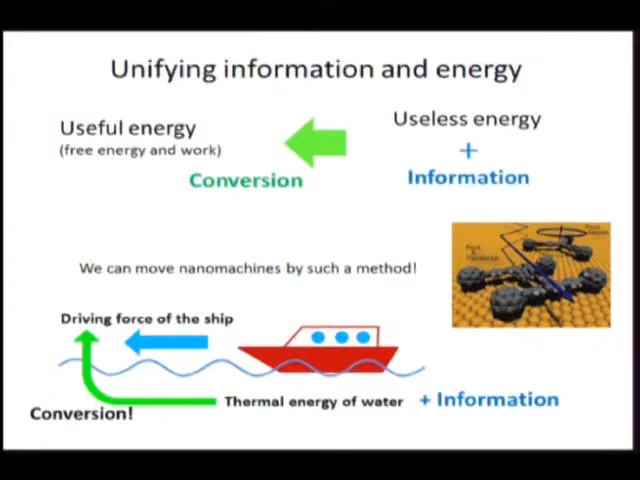 Unifying information and energy
Useful energy
(free energy and work)
Useless energy
+
Information
Conversion
We can move nanomachines by such a method!
Driving force of the ship
Conversion!
Thermal energy of water + Information